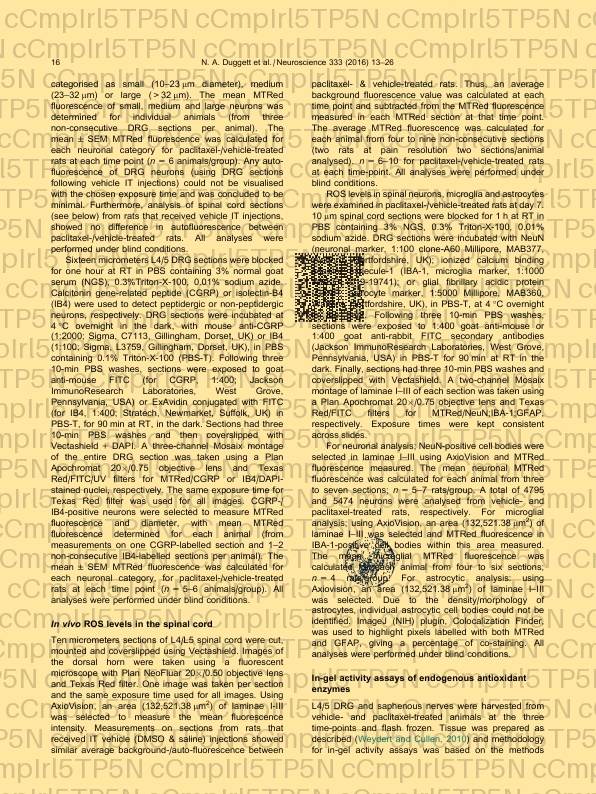 16
N. A. Duggett et al. / Neuroscience 333 (2016) 13–26
categorised as small (10–23 μm diameter), medium
(23–32 μm) or large (>32 μm). The mean MTRed
fluorescence of small, medium and large neurons was
determined for individual animals (from three
non-consecutive DRG sections per animal). The
mean ± SEM MTRed fluorescence was calculated for
each neuronal category for paclitaxel-/vehicle-treated
rats at each time point (n = 6 animals/group). Any auto-
fluorescence of DRG neurons (using DRG sections
following vehicle IT injections) could not be visualised
with the chosen exposure time and was concluded to be
minimal. Furthermore, analysis of spinal cord sections
(see below) from rats that received vehicle IT injections,
showed no difference in autofluorescence between
paclitaxel-/vehicle-treated rats. All analyses were
performed under blind conditions.
Sixteen micrometers L4/5 DRG sections were blocked
for one hour at RT in PBS containing 3% normal goat
serum (NGS), 0.3%Triton-X-100, 0.01% sodium azide.
Calcitonin gene-related peptide (CGRP) or isolectin-B4
(IB4) were used to detect peptidergic or non-peptidergic
neurons, respectively. DRG sections were incubated at
4 °C overnight in the dark, with mouse anti-CGRP
(1:2000; Sigma, C7113, Gillingham, Dorset, UK) or IB4
(1:100; Sigma, L3759, Gillingham, Dorset, UK), in PBS
containing 0.1% Triton-X-100 (PBS-T). Following three
10-min PBS washes, sections were exposed to goat
anti-mouse FITC (for CGRP, 1:400; Jackson
ImmunoResearch Laboratories, West Grove,
Pennsylvania, USA) or ExAvidin conjugated with FITC
(for IB4, 1:400; Stratech, Newmarket, Suffolk, UK) in
PBS-T, for 90 min at RT, in the dark. Sections had three
10-min PBS washes and then coverslipped with
Vectashield + DAPI. A three-channel Mosaix montage
of the entire DRG section was taken using a Plan
Apochromat 20×/0.75 objective lens and Texas
Red/FITC/UV filters for MTRed/CGRP or IB4/DAPI-
stained nuclei, respectively. The same exposure time for
Texas Red filter was used for all images. CGRP-/
IB4-positive neurons were selected to measure MTRed
fluorescence and diameter, with mean MTRed
fluorescence determined for each animal (from
measurements on one CGRP-labelled section and 1–2
non-consecutive IB4-labelled sections per animal). The
mean ± SEM MTRed fluorescence was calculated for
each neuronal category, for paclitaxel-/vehicle-treated
rats at each time point (n = 5–6 animals/group). All
analyses were performed under blind conditions.
In vivo ROS levels in the spinal cord
Ten micrometers sections of L4/L5 spinal cord were cut,
mounted and coverslipped using Vectashield. Images of
the dorsal horn were taken using a fluorescent
microscope with Plan NeoFluar 20×/0.50 objective lens
and Texas Red filter. One image was taken per section
and the same exposure time used for all images. Using
AxioVision, an area (132,521.38 μm²) of laminae I-III
was selected to measure the mean fluorescence
intensity. Measurements on sections from rats that
received IT vehicle (DMSO & saline) injections showed
similar average background-/auto-fluorescence between
paclitaxel- & vehicle-treated rats. Thus, an average
background fluorescence value was calculated at each
time point and subtracted from the MTRed fluorescence
measured in each MTRed section at that time point.
The average MTRed fluorescence was calculated for
each animal from four to nine non-consecutive sections
(two rats at pain resolution two sections/animal
analysed). n = 6–10 for paclitaxel-/vehicle-treated rats
at each time-point. All analyses were performed under
blind conditions.
ROS levels in spinal neurons, microglia and astrocytes
were examined in paclitaxel-/vehicle-treated rats at day 7.
10 μm spinal cord sections were blocked for 1 h at RT in
PBS containing 3% NGS, 0.3% Triton-X-100, 0.01%
sodium azide. DRG sections were incubated with NeuN
(neuronal marker, 1:100 clone-A60 Millipore, MAB377,
rtfordshire, UK); ionized calcium binding
ecule-1 (IBA-1, microglia marker, 1:1000
9-19741); or glial fibrillary acidic protein
ocyte marker, 1:5000 Millipore, MAB360,
rtfordshire, UK), in PBS-T, at 4 °C overnight
Following three 10-min PBS washes,
sections were exposed to 1:400 goat anti-mouse or
1:400 goat anti-rabbit FITC secondary antibodies
(Jackson ImmunoResearch Laboratories, West Grove,
Pennsylvania, USA) in PBS-T for 90 min at RT in the
dark. Finally, sections had three 10-min PBS washes and
coverslipped with Vectashield. A two-channel Mosaix
montage of laminae I–III of each section was taken using
a Plan Apochromat 20×/0.75 objective and Texas
Red/FITC filters for MTRed/NeuN;IBA-1;GFAP,
respectively. Exposure times were kept consistent
across slides.
For neuronal analysis; NeuN-positive cell bodies were
selected in laminae I–III using AxioVision and MTRed
fluorescence measured. The mean neuronal MTRed
fluorescence was calculated for each animal from three
to seven sections; n = 5–7 rats/group. A total of 4795
and 5474 neurons were analysed from vehicle- and
paclitaxel-treated rats, respectively. For microglial
analysis; using AxioVision, an area (132,521.38 μm²) of
laminae I–III was selected and MTRed fluorescence in
IBA-1-positive cell bodies within this area measured.
The mean microglial MTRed fluorescence was
calculated each animal from four to six sections;
n = 4 rats/group. For astrocytic analysis: using
Axiovision, an area (132,521.38 μm²) of laminae I–III
was selected. Due to the density/morphology of
astrocytes, individual astrocytic cell bodies could not be
identified. ImageJ (NIH) plugin, Colocalization Finder,
was used to highlight pixels labelled with both MTRed
and GFAP, giving a percentage of co-staining. All
analyses were performed under blind conditions.
In-gel activity assays of endogenous antioxidant
enzymes
L4/5 DRG and saphenous nerves were harvested from
vehicle- and paclitaxel-treated animals at the three
time-points and flash frozen. Tissue was prepared as
described (Weydert and Cullen, 2010) and methodology
for in-gel activity assays was based on the methods